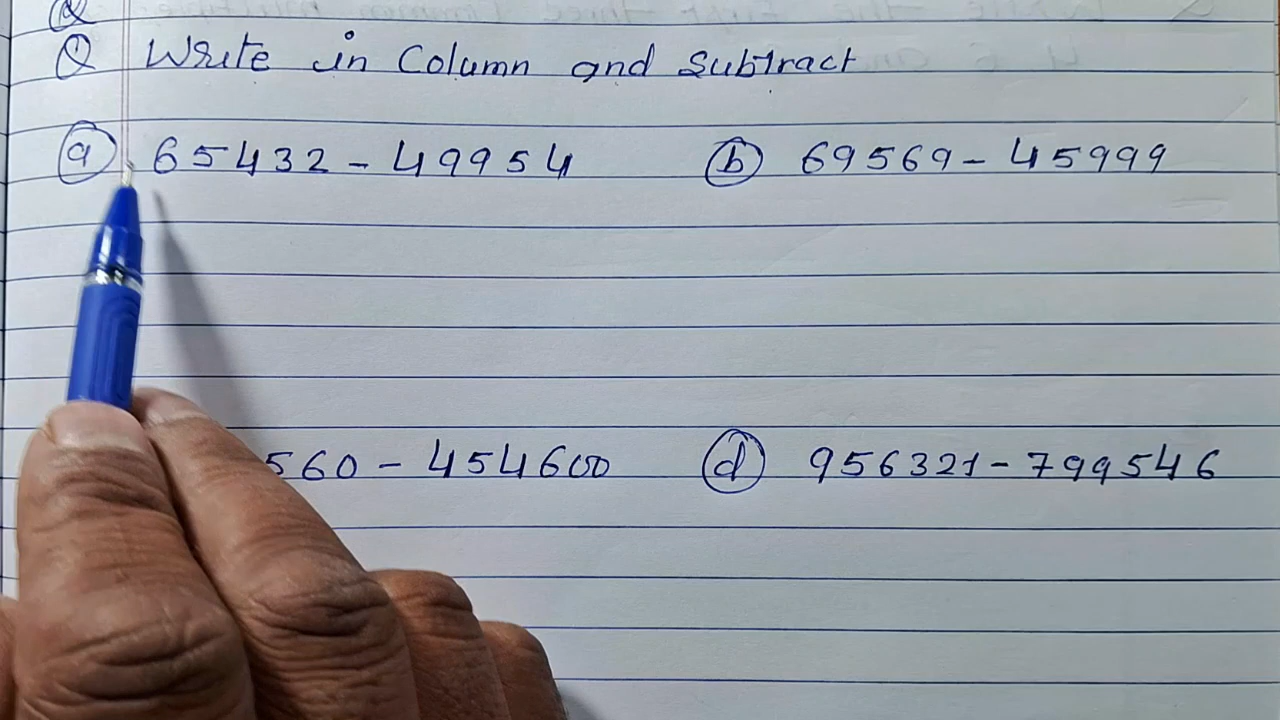 Q
Q Write in Column and Subtract
a 65432 - 49954 b 69569 - 45999
560 - 454600 d 956321 - 799546